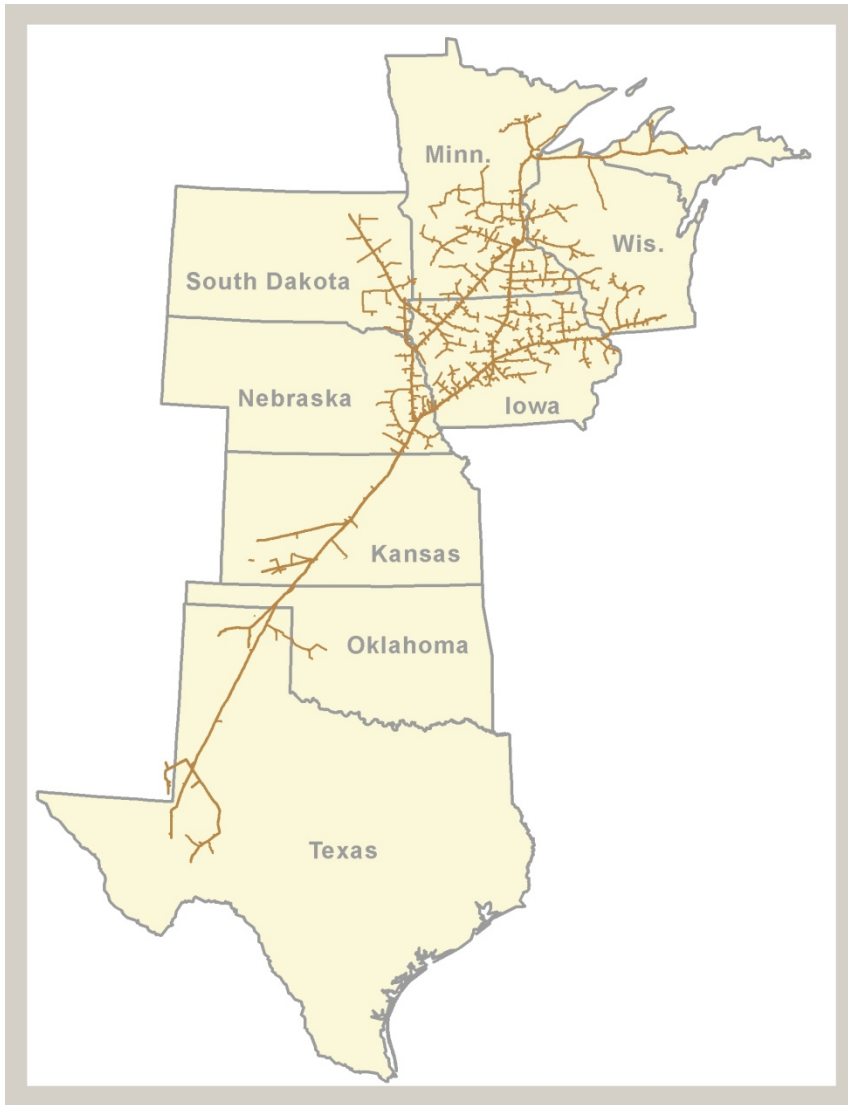 Minn.
Wis.
South Dakota
Nebraska
Iowa
Kansas
Oklahoma
Texas